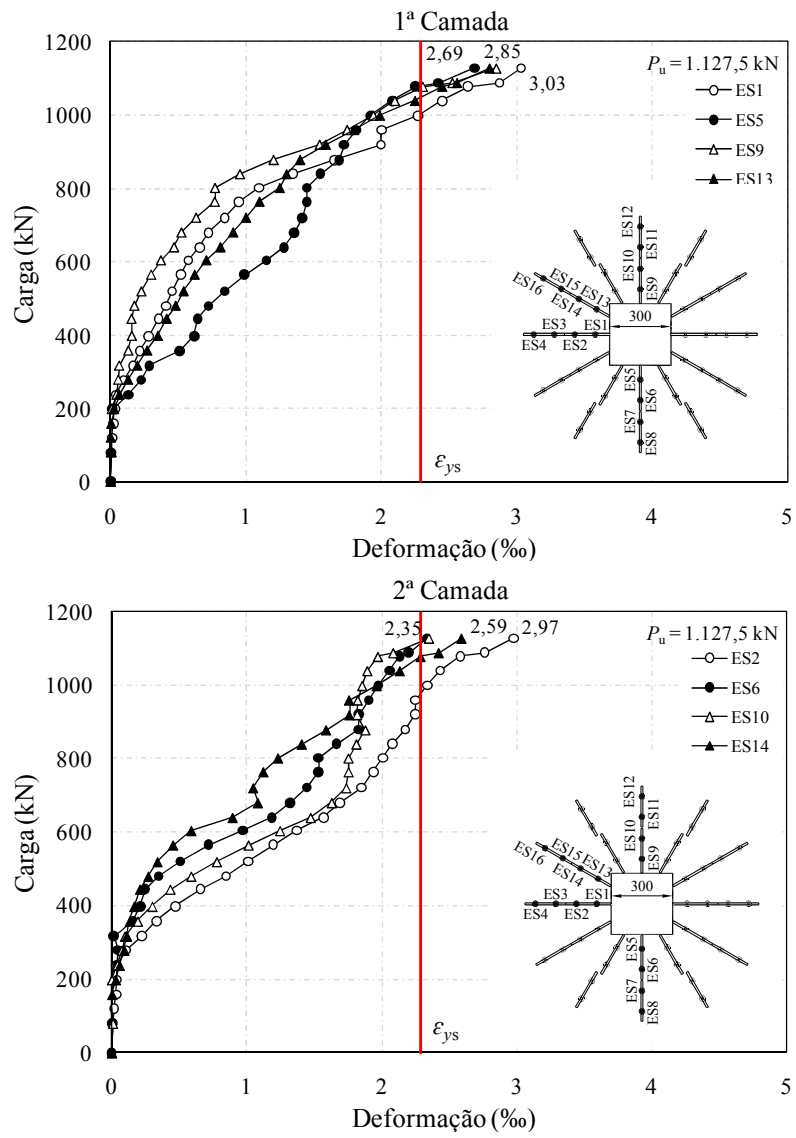 1ª Camada
1200
1000
800
600
400
200
0
Carga (kN)
2,69
2,85
3,03
P_u = 1.127,5 kN
ES1
ES5
ES9
ES13
ES12
ES11
ES10
ES9
ES16
ES15
ES14
ES13
ES4
ES3
ES2
ES1
300
ES5
ES6
ES7
ES8
ε_ys
0 1 2 3 4 5
Deformação (‰)
2ª Camada
1200
1000
800
600
400
200
0
Carga (kN)
2,35
2,59
2,97
P_u = 1.127,5 kN
ES2
ES6
ES10
ES14
ES12
ES11
ES10
ES9
ES16
ES15
ES14
ES13
ES4
ES3
ES2
ES1
300
ES5
ES6
ES7
ES8
ε_ys
0 1 2 3 4 5
Deformação (‰)